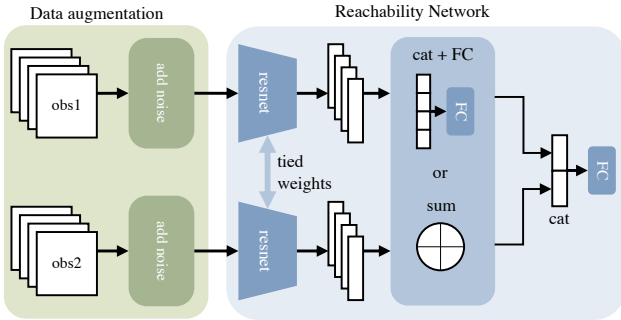 Data augmentation
Reachability Network
obs1
add noise
resnet
cat + FC
FC
tied
weights
or
sum
cat
FC
obs2
add noise
resnet